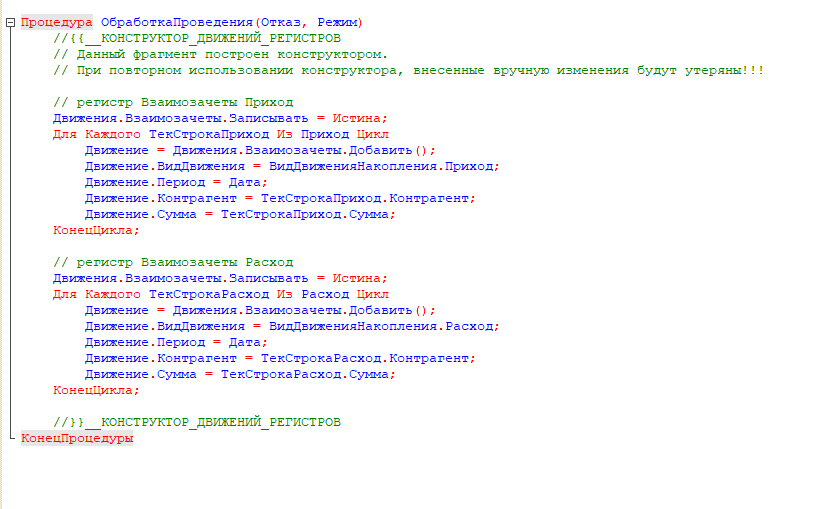 Процедура ОбработкаПроведения(Отказ, Режим)
//{{__КОНСТРУКТОР_ДВИЖЕНИЙ_РЕГИСТРОВ
// Данный фрагмент построен конструктором.
// При повторном использовании конструктора, внесенные вручную изменения будут утеряны!!!
// регистр Взаимозачеты Приход
Движения.Взаимозачеты.Записывать = Истина;
Для Каждого ТекСтрокаПриход Из Приход Цикл
Движение = Движения.Взаимозачеты.Добавить();
Движение.ВидДвижения = ВидДвиженияНакопления.Приход;
Движение.Период = Дата;
Движение.Контрагент = ТекСтрокаПриход.Контрагент;
Движение.Сумма = ТекСтрокаПриход.Сумма;
КонецЦикла;
// регистр Взаимозачеты Расход
Движения.Взаимозачеты.Записывать = Истина;
Для Каждого ТекСтрокаРасход Из Расход Цикл
Движение = Движения.Взаимозачеты.Добавить();
Движение.ВидДвижения = ВидДвиженияНакопления.Расход;
Движение.Период = Дата;
Движение.Контрагент = ТекСтрокаРасход.Контрагент;
Движение.Сумма = ТекСтрокаРасход.Сумма;
КонецЦикла;
//}}__КОНСТРУКТОР_ДВИЖЕНИЙ_РЕГИСТРОВ
КонецПроцедуры